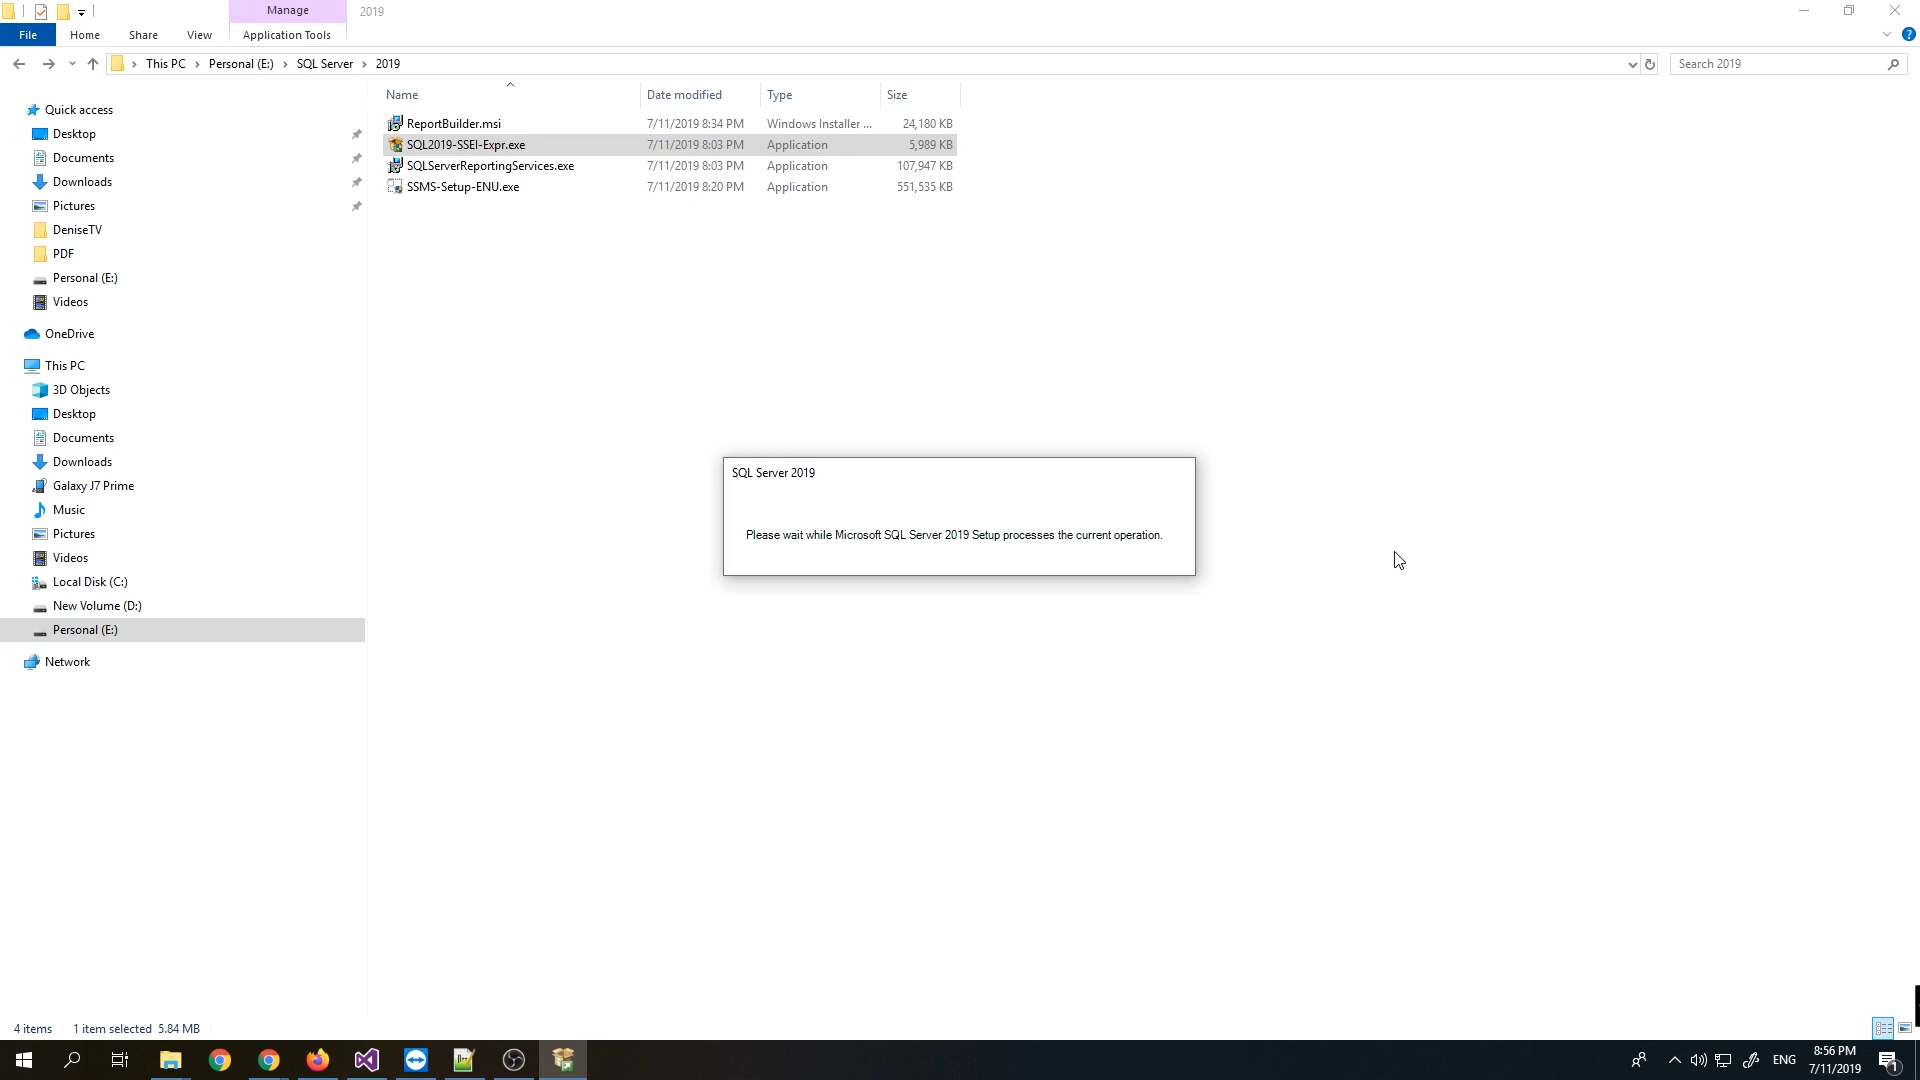 Manage
2019
File
Home
Share
View
Application Tools
This PC
Personal (E:)
SQL Server
2019
Search 2019
Name
Date modified
Type
Size
ReportBuilder.msi
7/11/2019 8:34 PM
Windows Installer ...
24,180 KB
SQL2019-SSEI-Expr.exe
7/11/2019 8:03 PM
Application
5,989 KB
SQLServerReportingServices.exe
7/11/2019 8:03 PM
Application
107,947 KB
SSMS-Setup-ENU.exe
7/11/2019 8:20 PM
Application
551,535 KB
Quick access
Desktop
Documents
Downloads
Pictures
DeniseTV
PDF
Personal (E:)
Videos
OneDrive
This PC
3D Objects
Desktop
Documents
Downloads
Galaxy J7 Prime
Music
Pictures
Videos
Local Disk (C:)
New Volume (D:)
Personal (E:)
Network
SQL Server 2019
Please wait while Microsoft SQL Server 2019 Setup processes the current operation.
4 items
1 item selected 5.84 MB
ENG
8:56 PM
7/11/2019
1